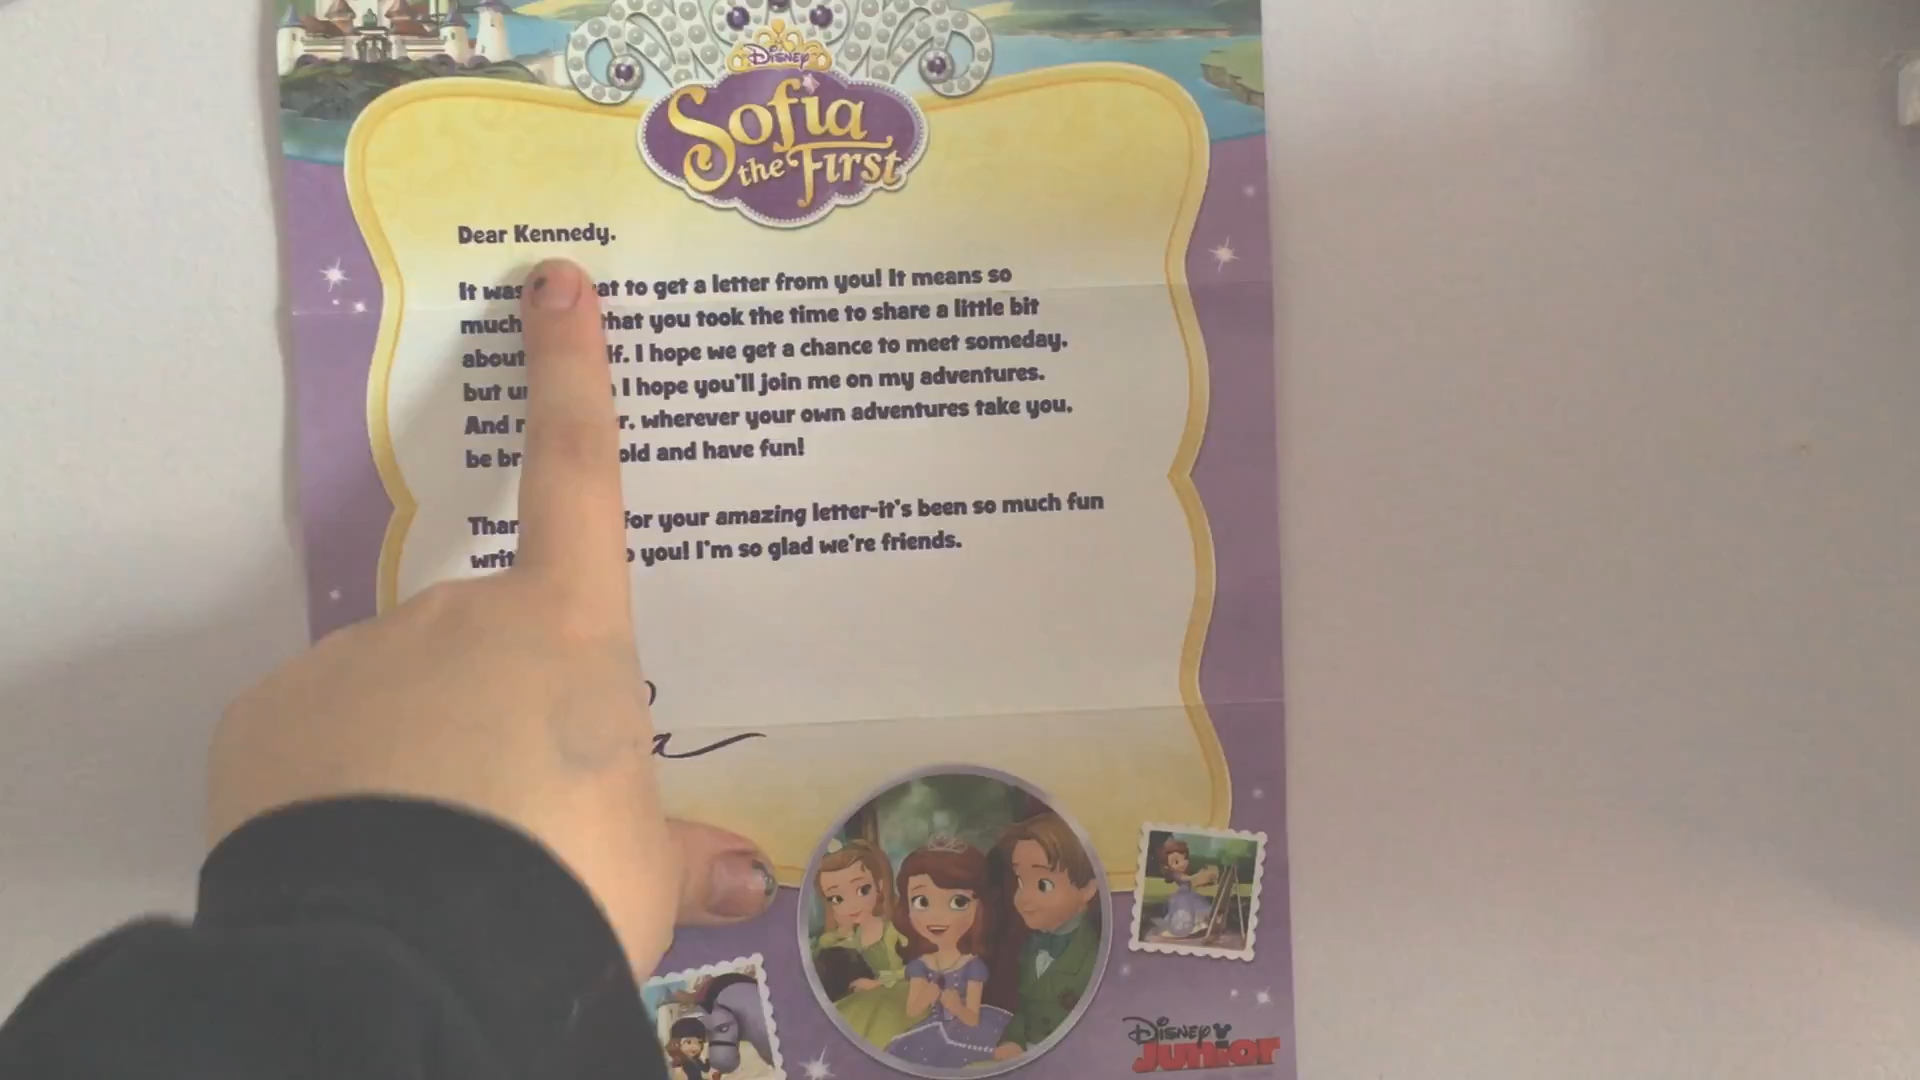 Disney
Sofia
the First
Dear Kennedy.
It was at to get a letter from you! It means so
much that you took the time to share a little bit
about lf. I hope we get a chance to meet someday.
but I hope you'll join me on my adventures.
And r, wherever your own adventures take you.
be br old and have fun!
for your amazing letter-it's been so much fun
writ you! I'm so glad we're friends.
Disney
Junior